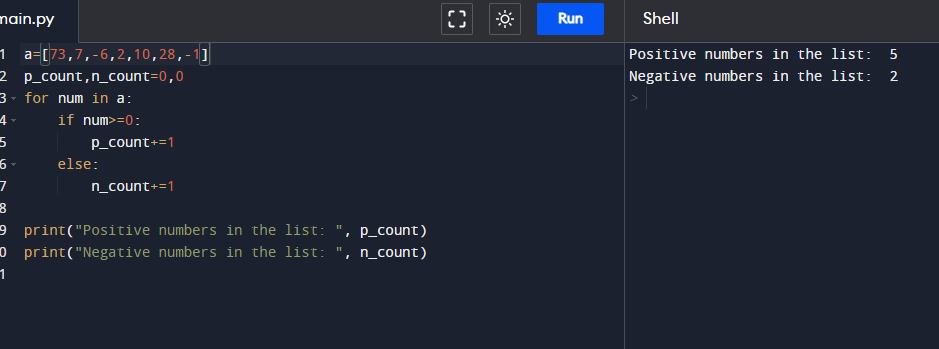 main.py Run Shell
1 a=[73,7,-6,2,10,28,-1]
2 p_count,n_count=0,0
3 for num in a:
4     if num>=0:
5         p_count+=1
6     else:
7         n_count+=1
8
9 print("Positive numbers in the list: ", p_count)
0 print("Negative numbers in the list: ", n_count)
1
Positive numbers in the list:  5
Negative numbers in the list:  2
>